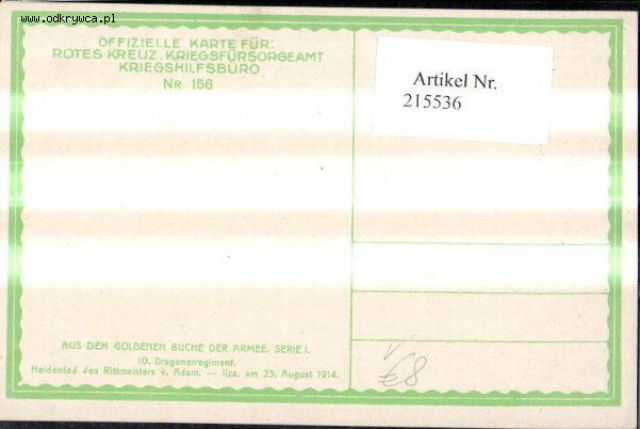 www.odkrywca.pl
OFFIZIELLE KARTE FÜR:
ROTES KREUZ, KRIEGSFÜRSORGEAMT
KRIEGSHILFSBÜRO
NR. 156
Artikel Nr.
215536
AUS DEM GOLDENEN BUCHE DER ARMEE, SERIE I.
10. Dragonerregiment.
Heldentod des Rittmeisters v. Adam. — Ilza, am 23. August 1914.
€8